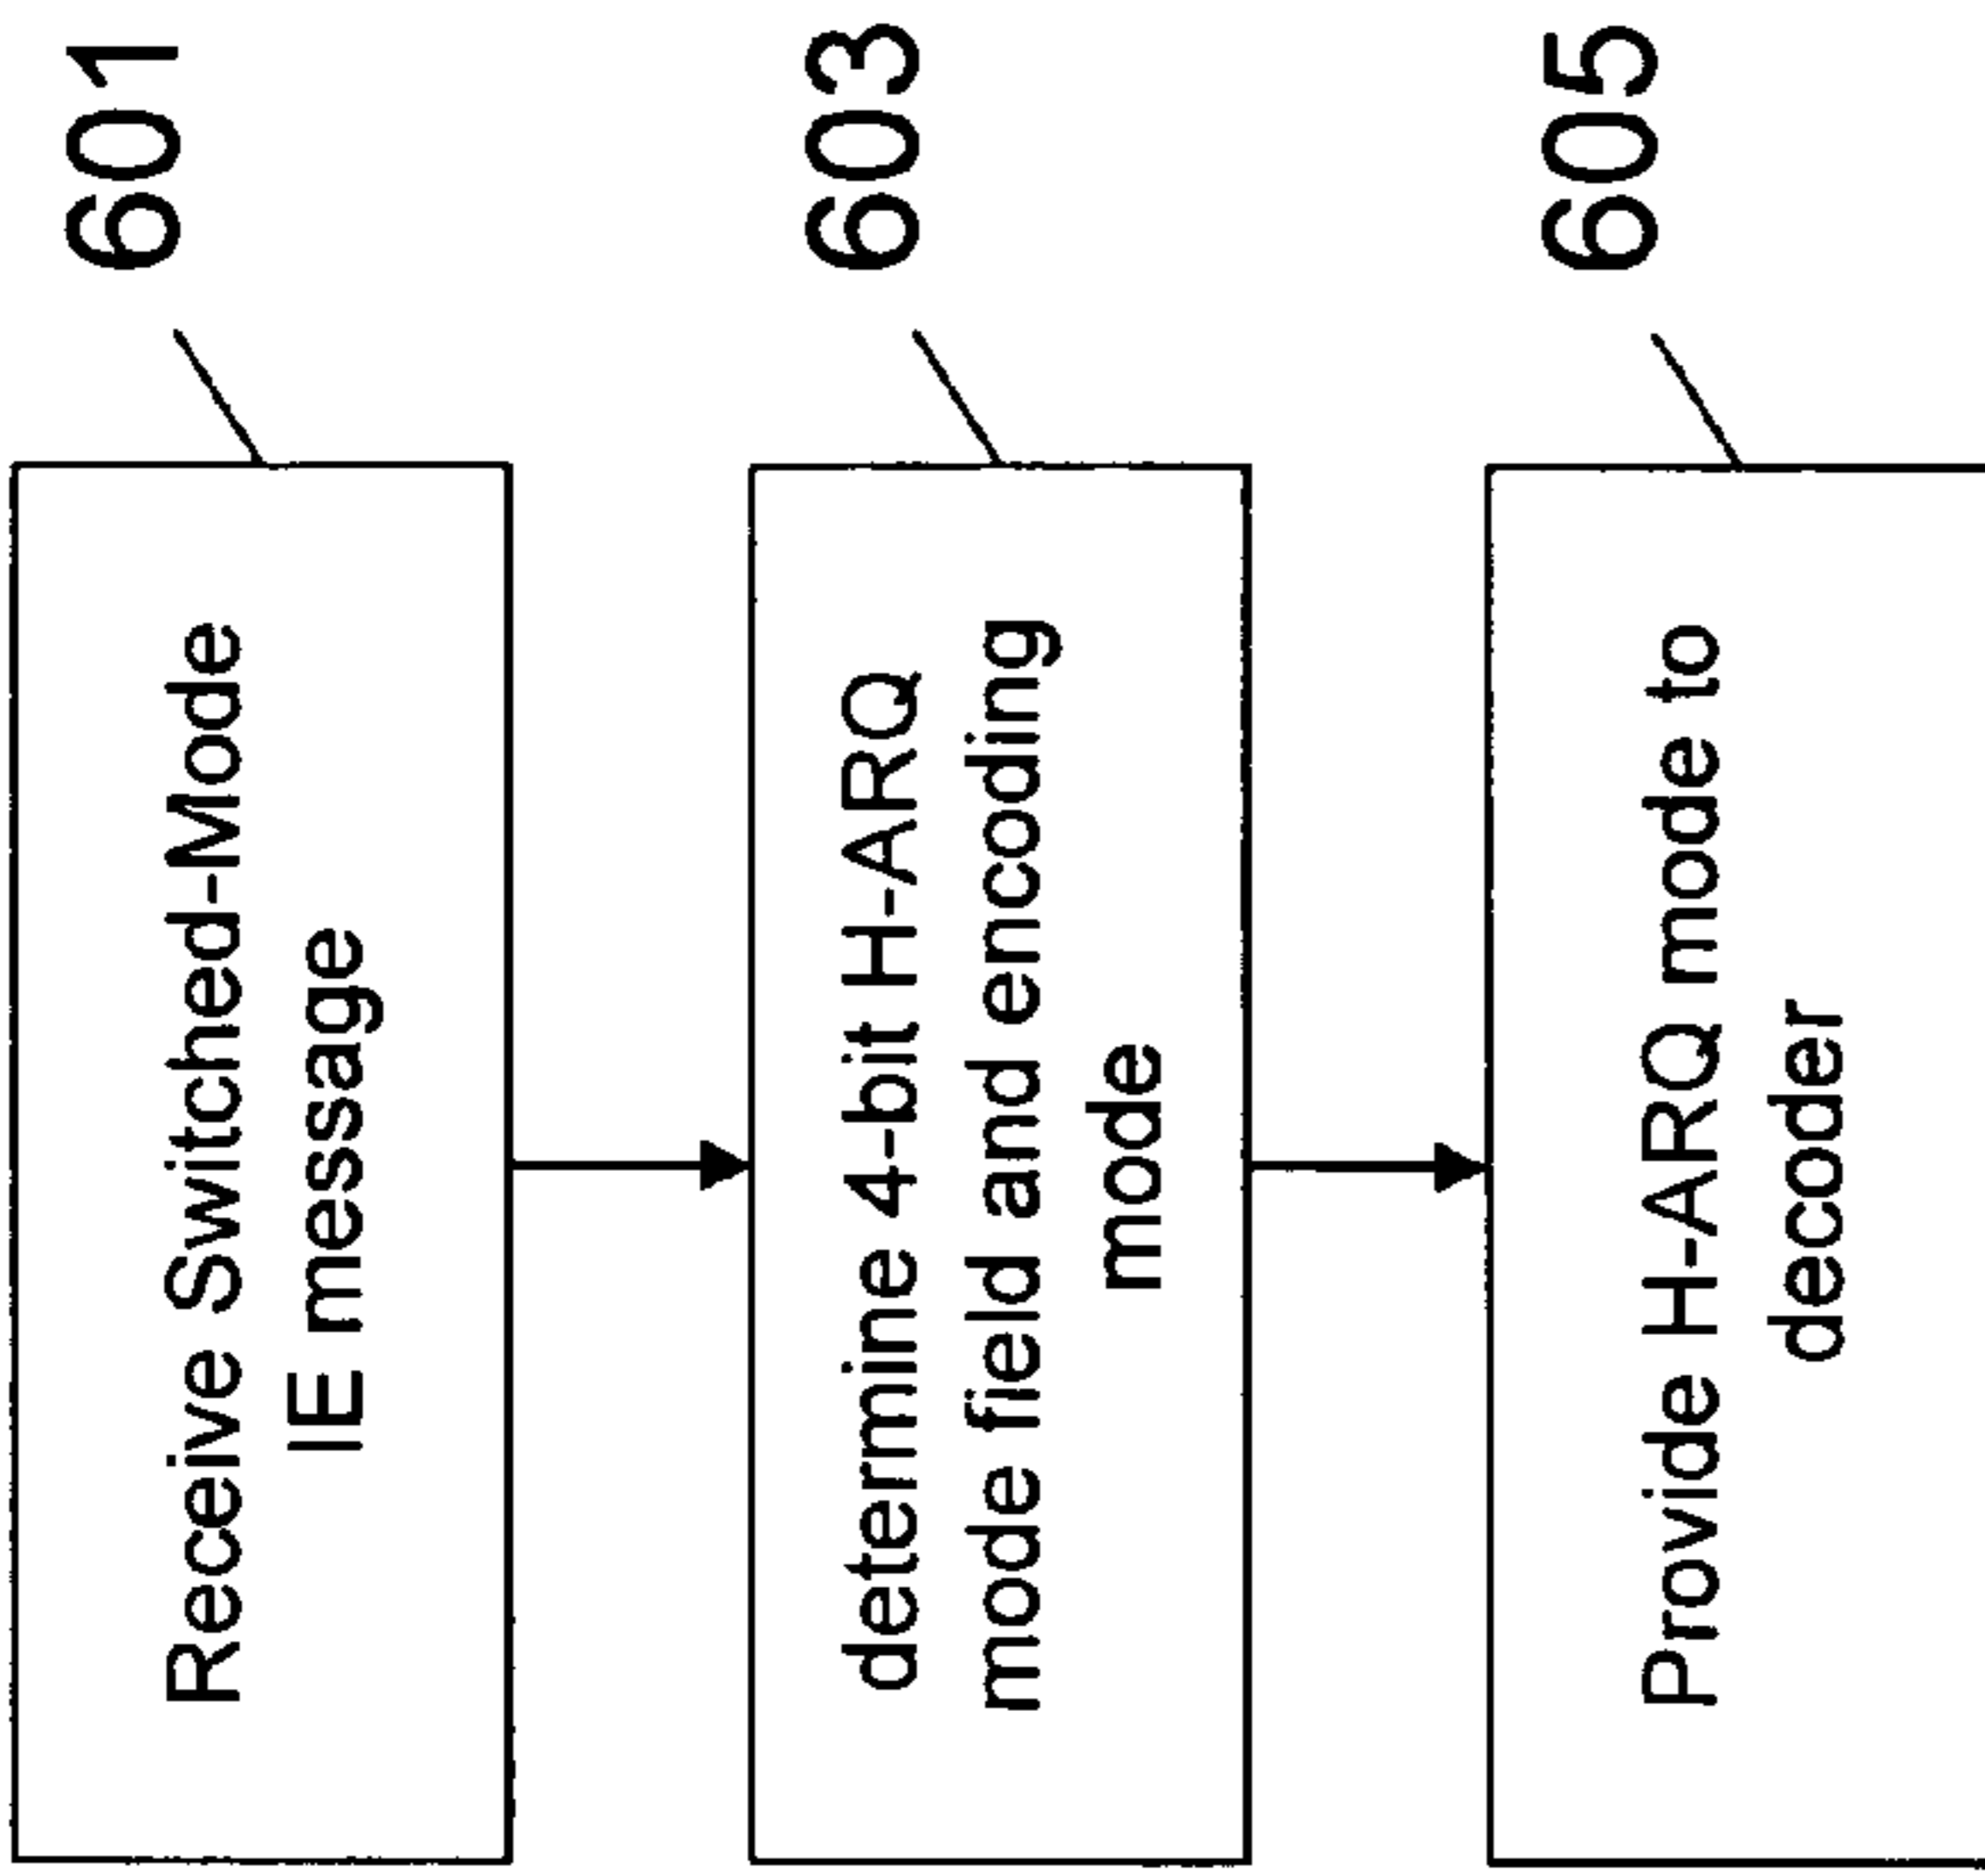 601
Receive Switched-Mode
IE message
603
determine 4-bit H-ARQ
mode field and encoding
mode
605
Provide H-ARQ mode to
decoder